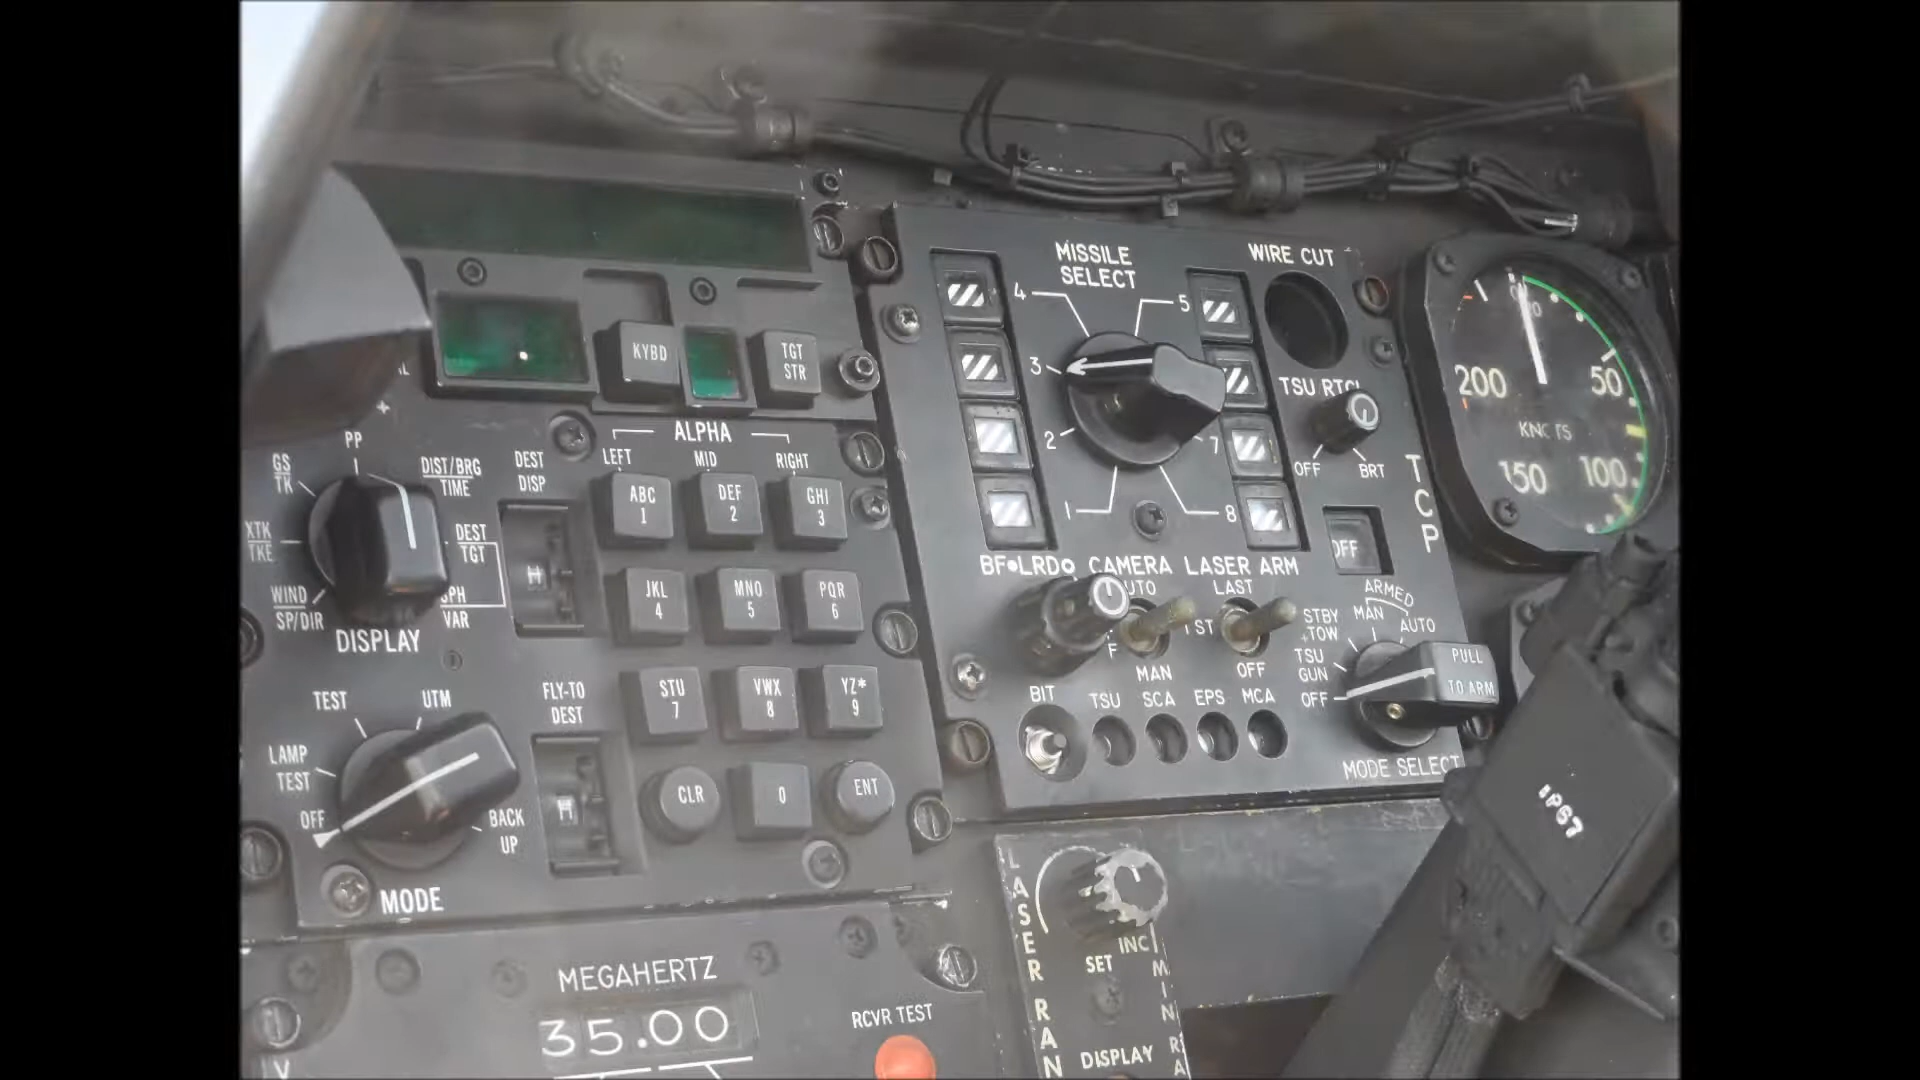 KYBD
TGT
STR
PP
GS
TK
DIST/BRG
TIME
XTK
TKE
DEST
TGT
WIND
SP/DIR
VAR
DISPLAY
DEST
DISP
ALPHA
LEFT MID RIGHT
ABC
1
DEF
2
GHI
3
JKL
4
MNO
5
PQR
6
STU
7
VWX
8
YZ*
9
CLR
0
ENT
TEST
UTM
LAMP
TEST
OFF
BACK
UP
MODE
FLY-TO
DEST
H
H
MEGAHERTZ
35.00
RCVR TEST
MISSILE
SELECT
4
5
3
2
7
1
8
WIRE CUT
TSU
OFF
BRT
TCP
OFF
BF LRD
CAMERA
LASER ARM
LAST
ST
MAN
OFF
BIT
TSU
SCA
EPS
MCA
ARMED
MAN
AUTO
STBY
TOW
TSU
GUN
OFF
PULL
TO ARM
MODE SELECT
200
50
KNOTS
150
100
IP67
LASER RAN
INC
SET
MIN RA
DISPLAY